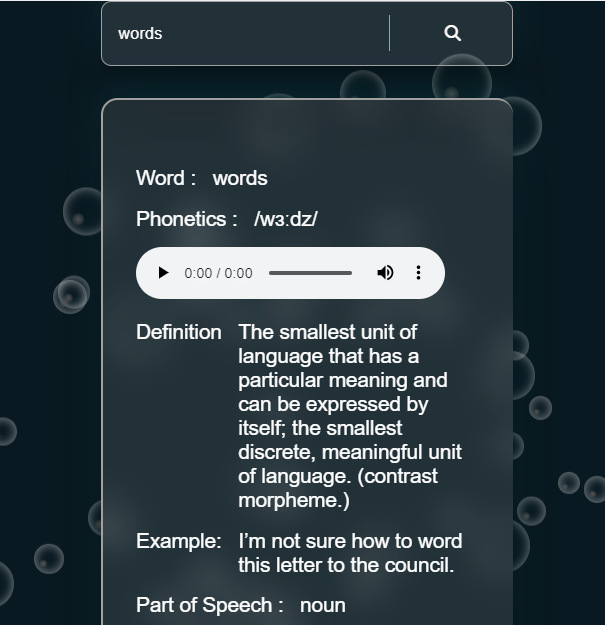 words
Word : words
Phonetics : /wɜːdz/
0:00 / 0:00
Definition The smallest unit of
language that has a
particular meaning and
can be expressed by
itself; the smallest
discrete, meaningful unit
of language. (contrast
morpheme.)
Example: I’m not sure how to word
this letter to the council.
Part of Speech : noun